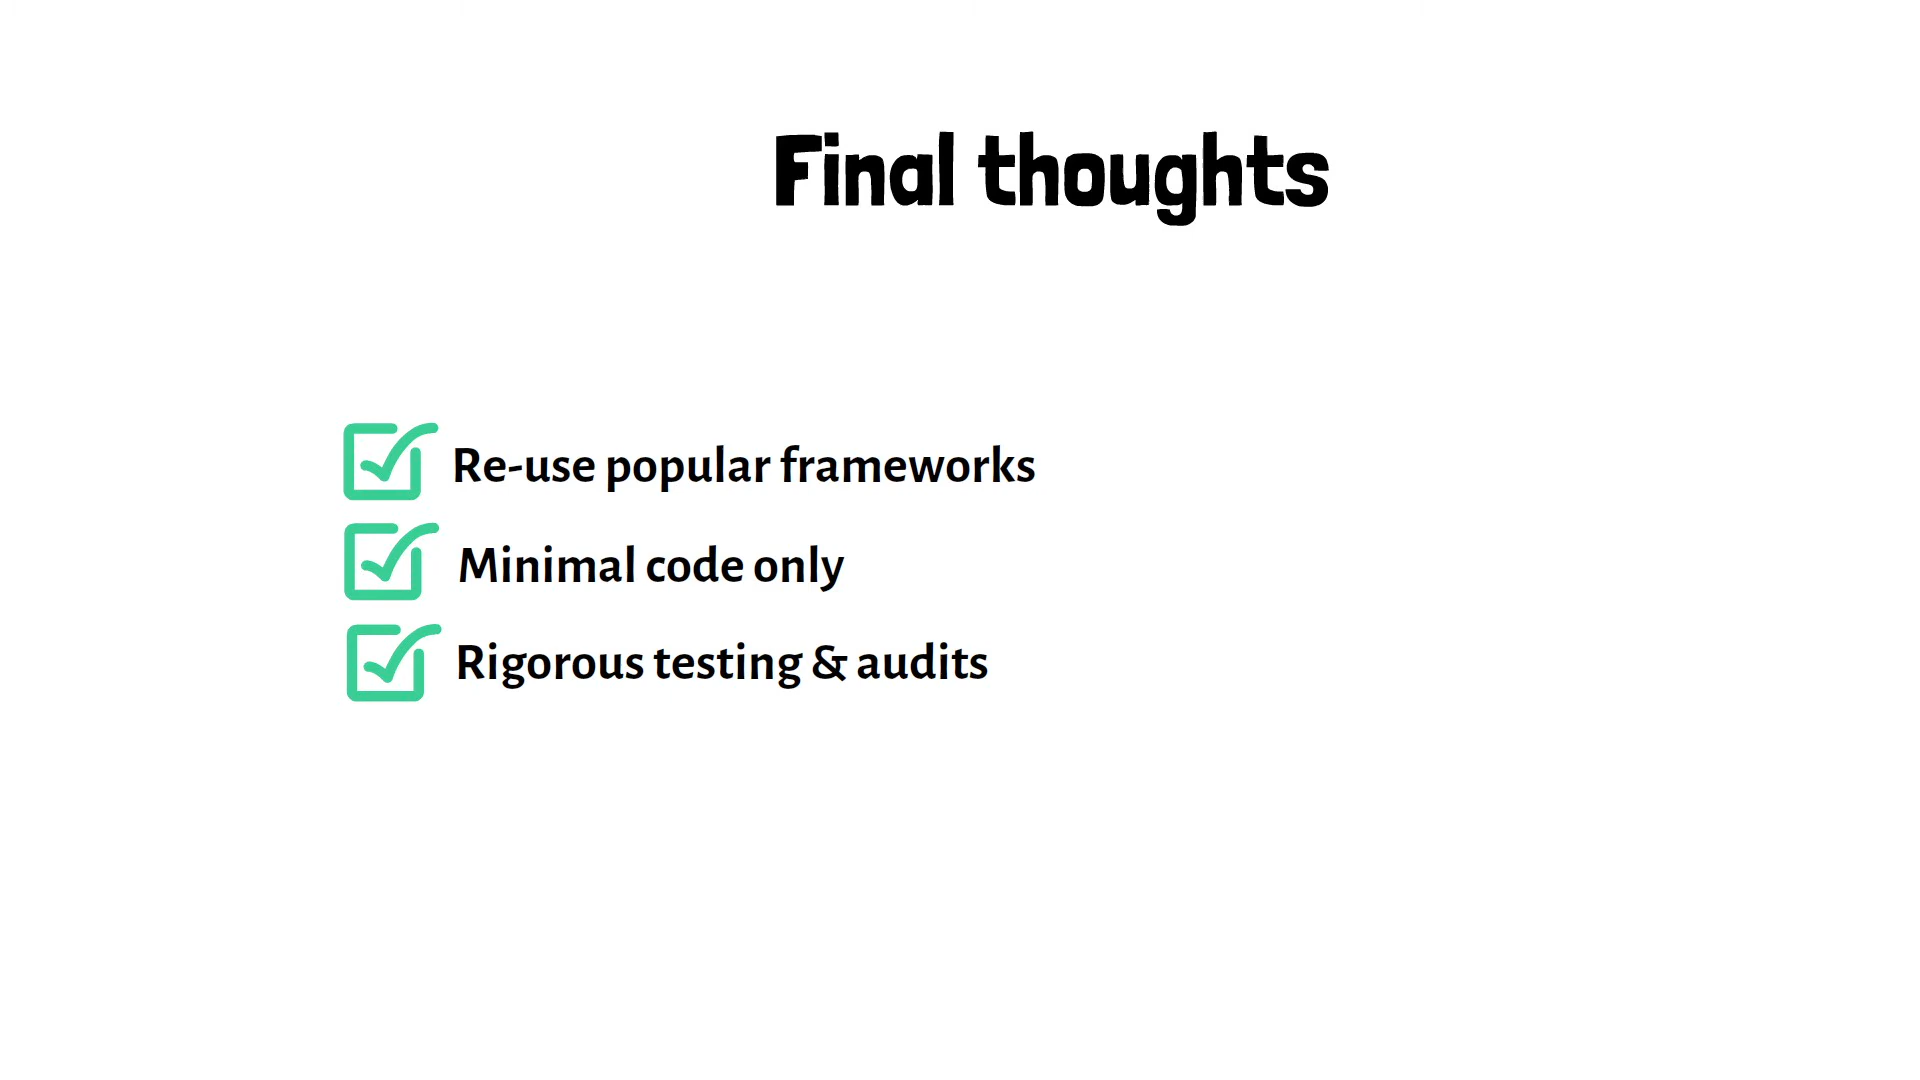 Final thoughts
Re-use popular frameworks
Minimal code only
Rigorous testing & audits